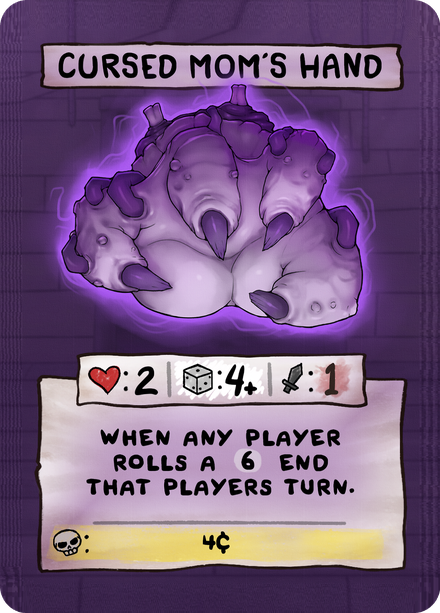 CURSED MOM'S HAND
:2 :4+ :1
WHEN ANY PLAYER
ROLLS A 6 END
THAT PLAYERS TURN.
: 4¢